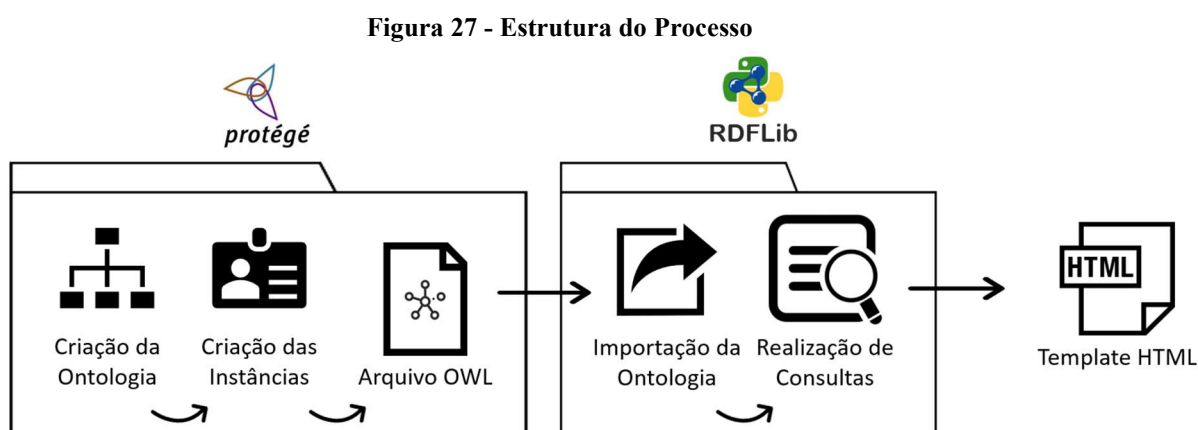 Figura 27 - Estrutura do Processo
protégé
RDFLib
Criação da
Ontologia
Criação das
Instâncias
Arquivo OWL
Importação da
Ontologia
Realização de
Consultas
HTML
Template HTML